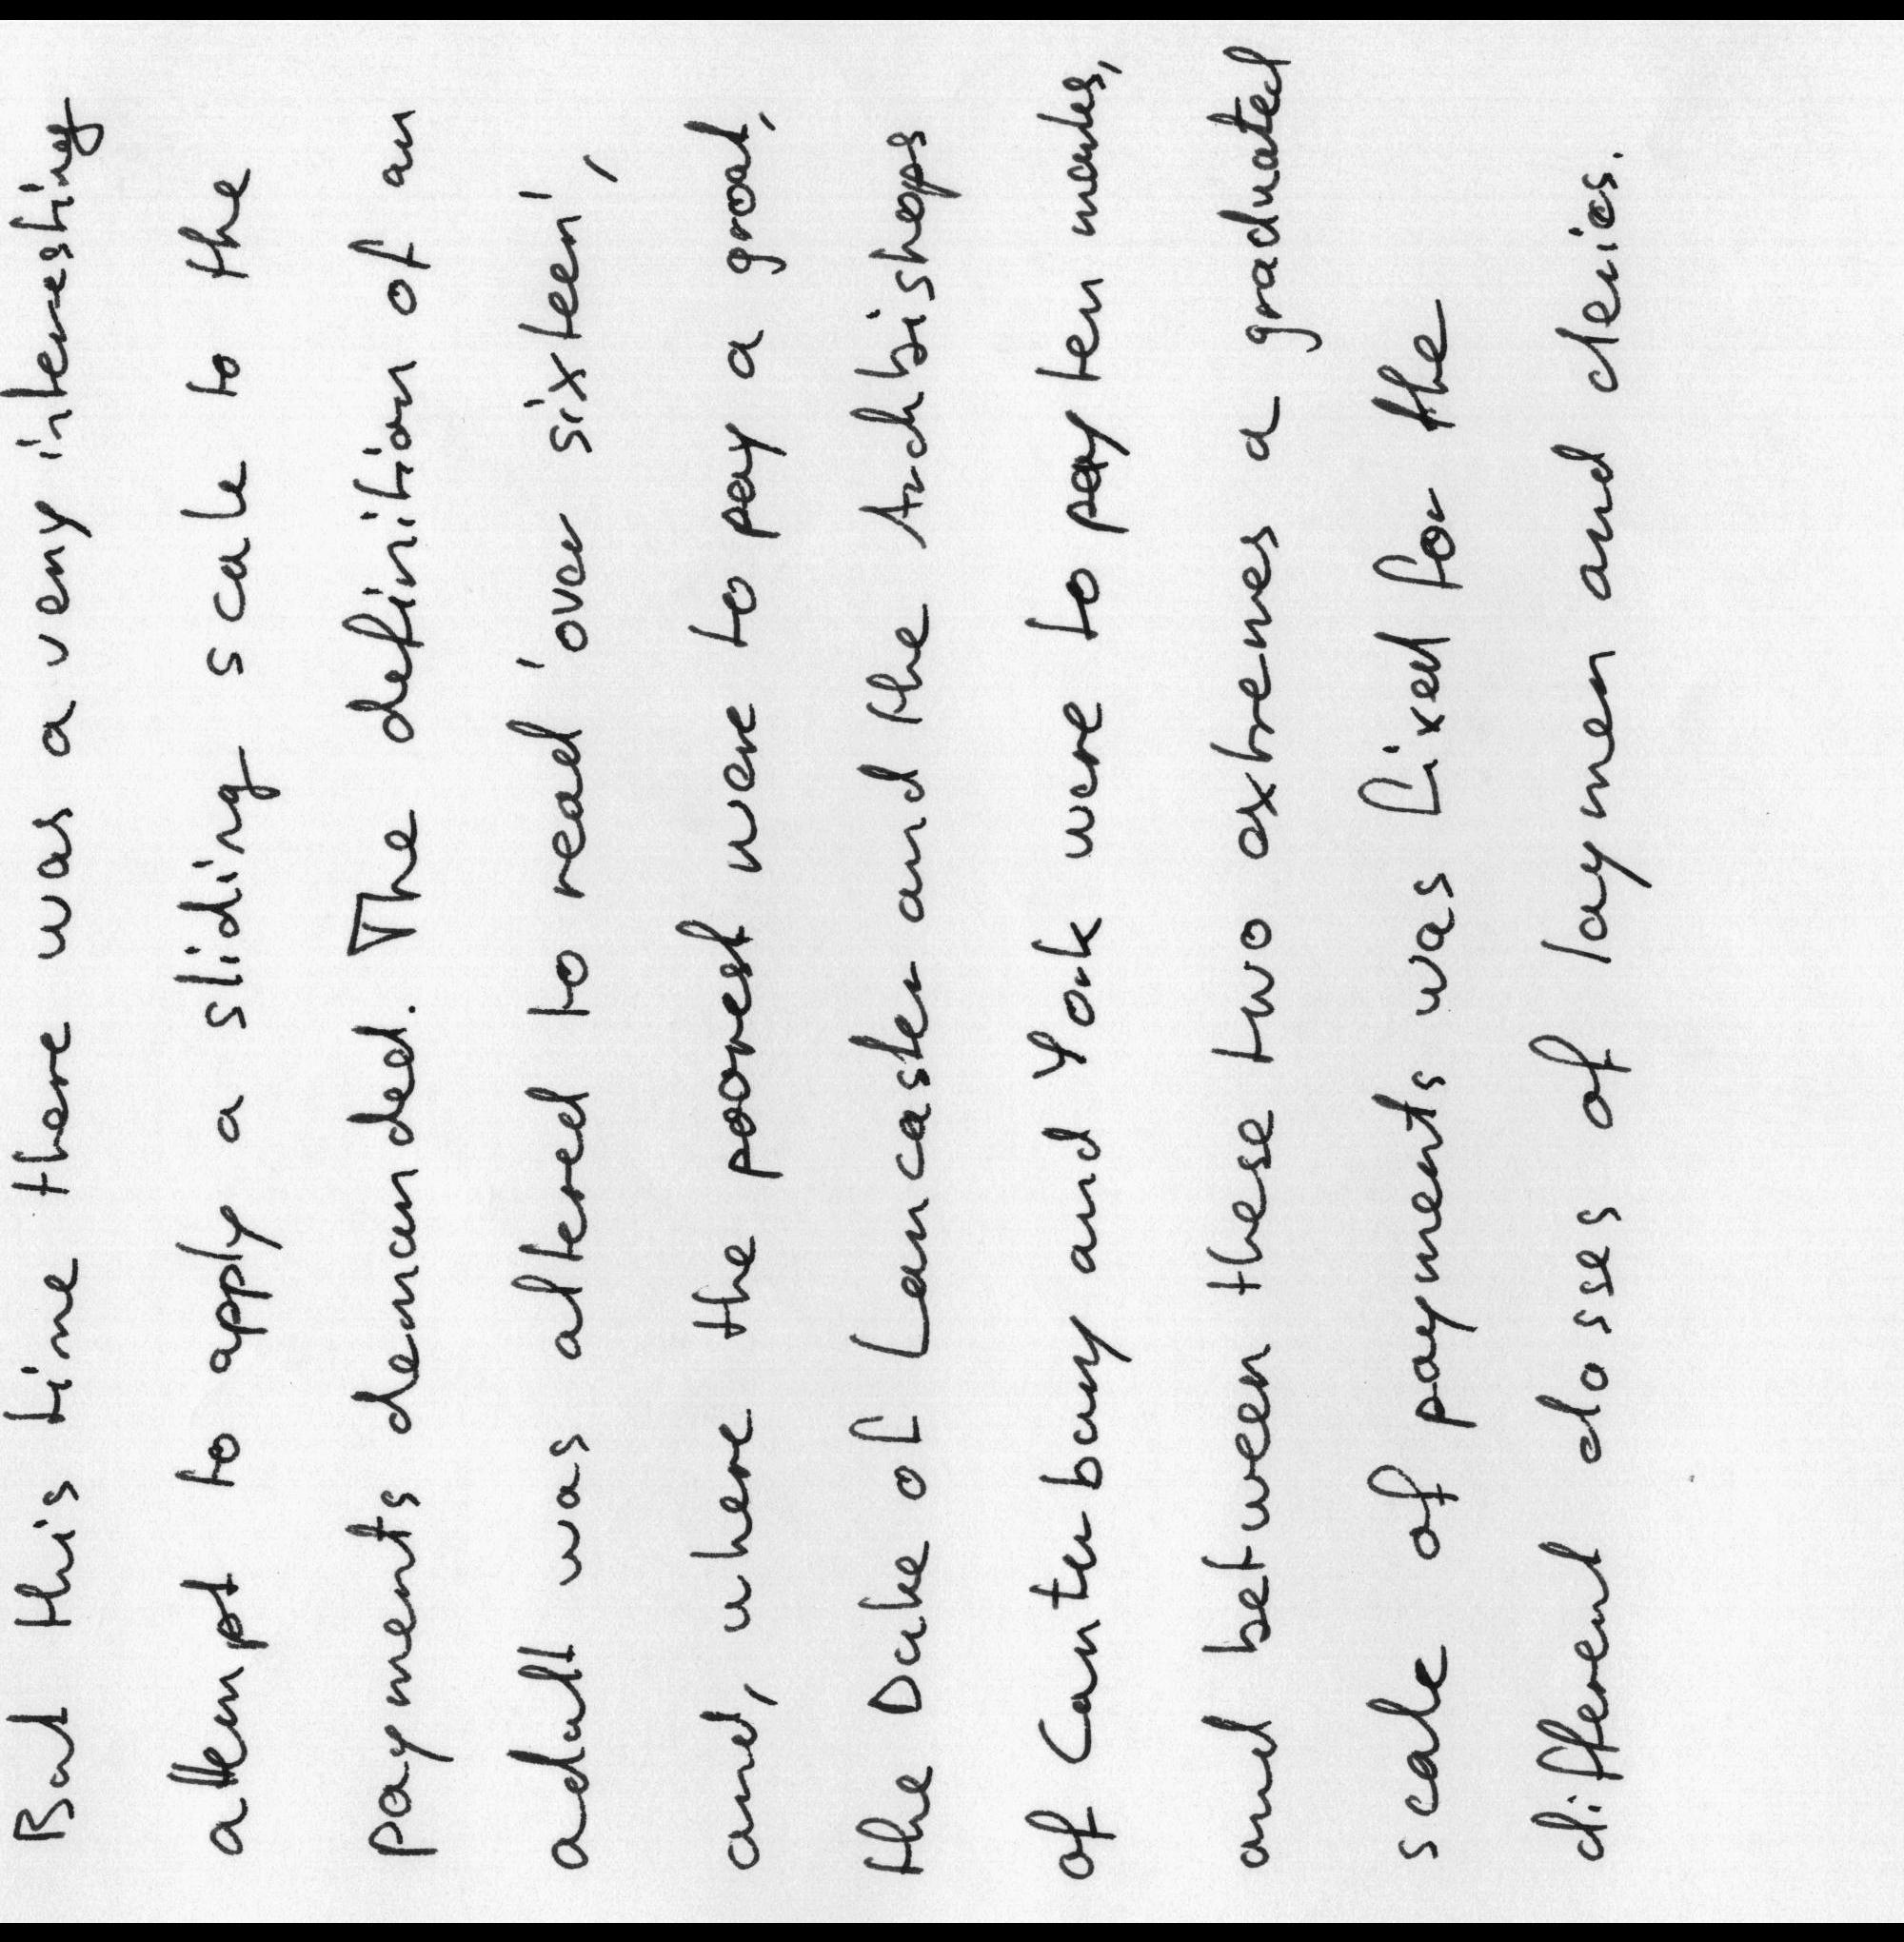 But this time there was a very interesting
attempt to apply a sliding scale to the
payments demanded. The definition of an
adult was altered to read 'over sixteen',
and, where the poorest were to pay a groat,
the Duke of Lancaster and the Archbishops
of Canterbury and York were to pay ten marks,
and between these two extremes a graduated
scale of payments was fixed for the
different classes of laymen and clerics.